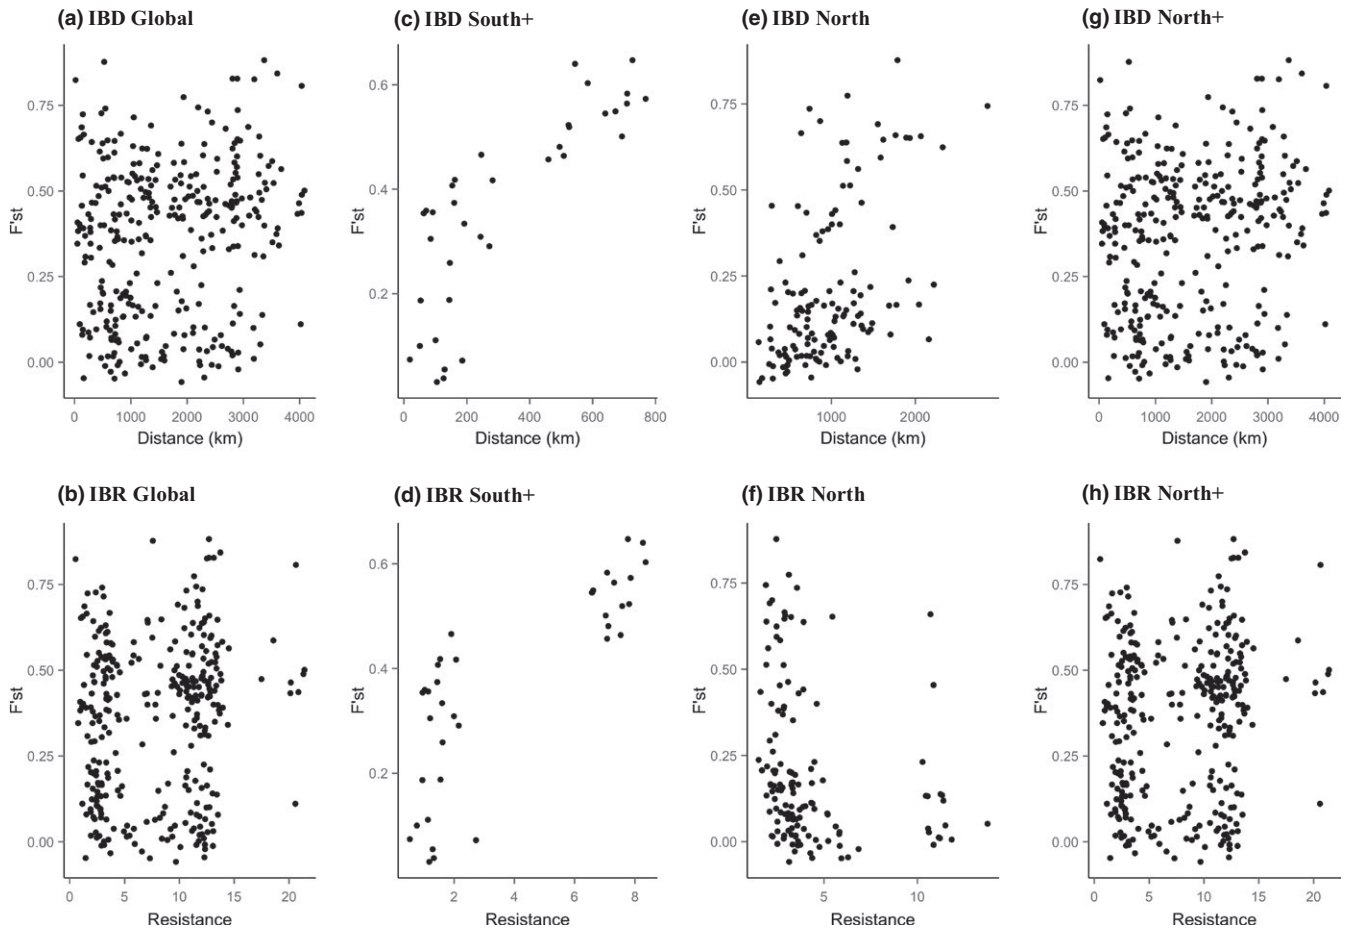 (a) IBD Global
F'st
0.75
0.50
0.25
0.00
0 1000 2000 3000 4000
Distance (km)
(c) IBD South+
0.6
0.4
0.2
0 200 400 600 800
Distance (km)
(e) IBD North
F'st
0.75
0.50
0.25
0.00
1000 2000
Distance (km)
(g) IBD North+
F'st
0.75
0.50
0.25
0.00
0 1000 2000 3000 4000
Distance (km)
(b) IBR Global
F'st
0.75
0.50
0.25
0.00
0 5 10 15 20
Resistance
(d) IBR South+
F'st
0.6
0.4
0.2
2 4 6 8
Resistance
(f) IBR North
F'st
0.75
0.50
0.25
0.00
5 10
Resistance
(h) IBR North+
F'st
0.75
0.50
0.25
0.00
0 5 10 15 20
Resistance